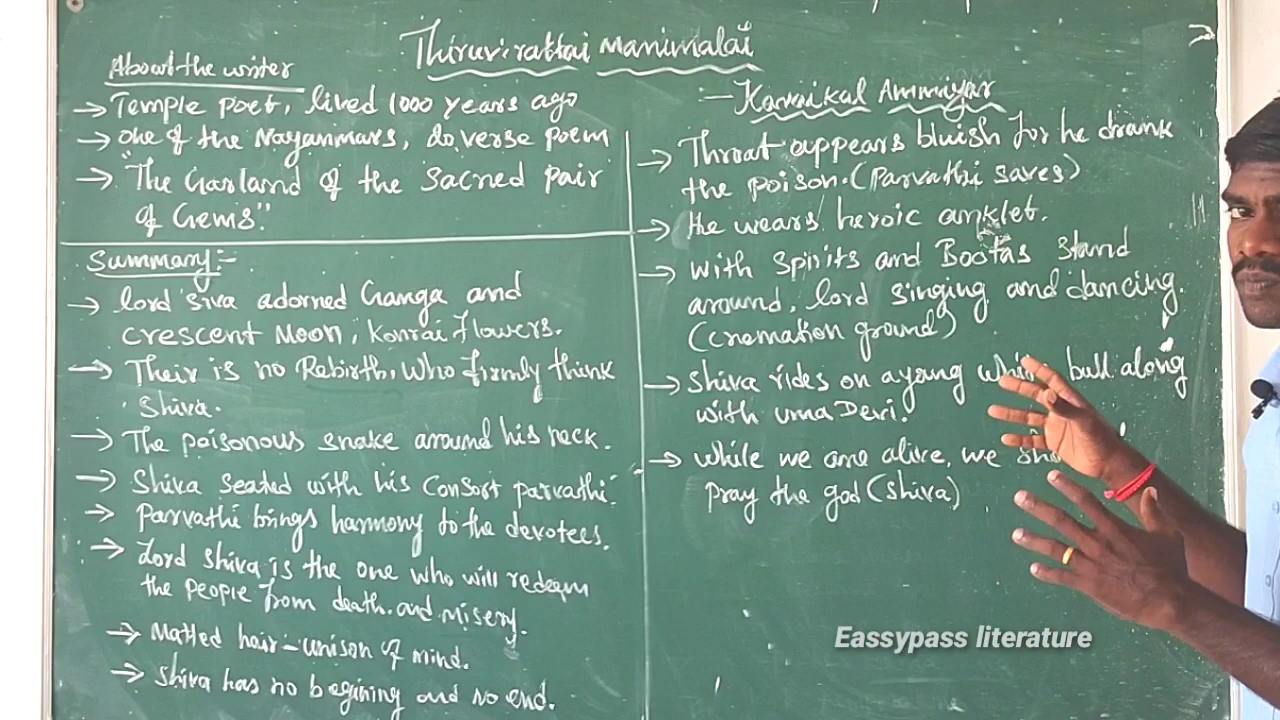 Thiruvirattai manimalai
About the writer
→ Temple poet, lived 1000 years ago
→ one of the Nayanmars, 20 verse poem
→ "The Garland of the sacred pair
of Gems."
Summary:-
→ lord siva adorned Ganga and
crescent Moon, Konrai flowers.
→ Their is no Rebirth. Who firmly think
Shiva.
→ The poisonous snake around his neck.
→ Shiva seated with his consort parvathi.
→ parvathi brings harmony to the devotees.
→ Lord shiva is the one who will redeem
the people from death and misery.
→ Matted hair - unison of mind.
→ Shiva has no begining and no end.
- Karaikal Ammiyar
→ Throat appears bluish for he drank
the poison. (parvathi saves)
→ He wears heroic anklet.
→ with spirits and Bootas stand
around, lord singing and dancing.
(cremation ground)
→ Shiva rides on a young white bull along
with uma Devi.
→ while we are alive, we
pray the god (shiva)
Eassypass literature